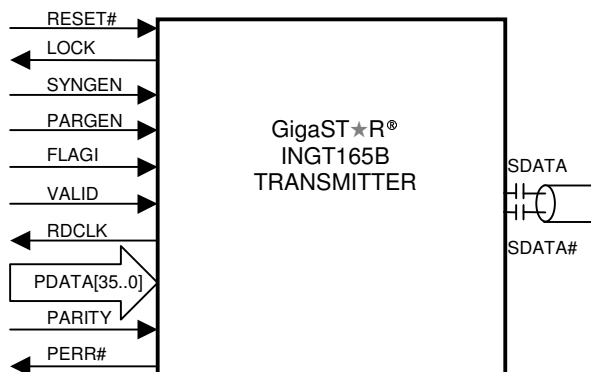 RESET#
LOCK
SYNGEN
PARGEN
FLAGI
VALID
RDCLK
PDATA[35..0]
PARITY
PERR#
GigaST★R®
INGT165B
TRANSMITTER
SDATA
SDATA#